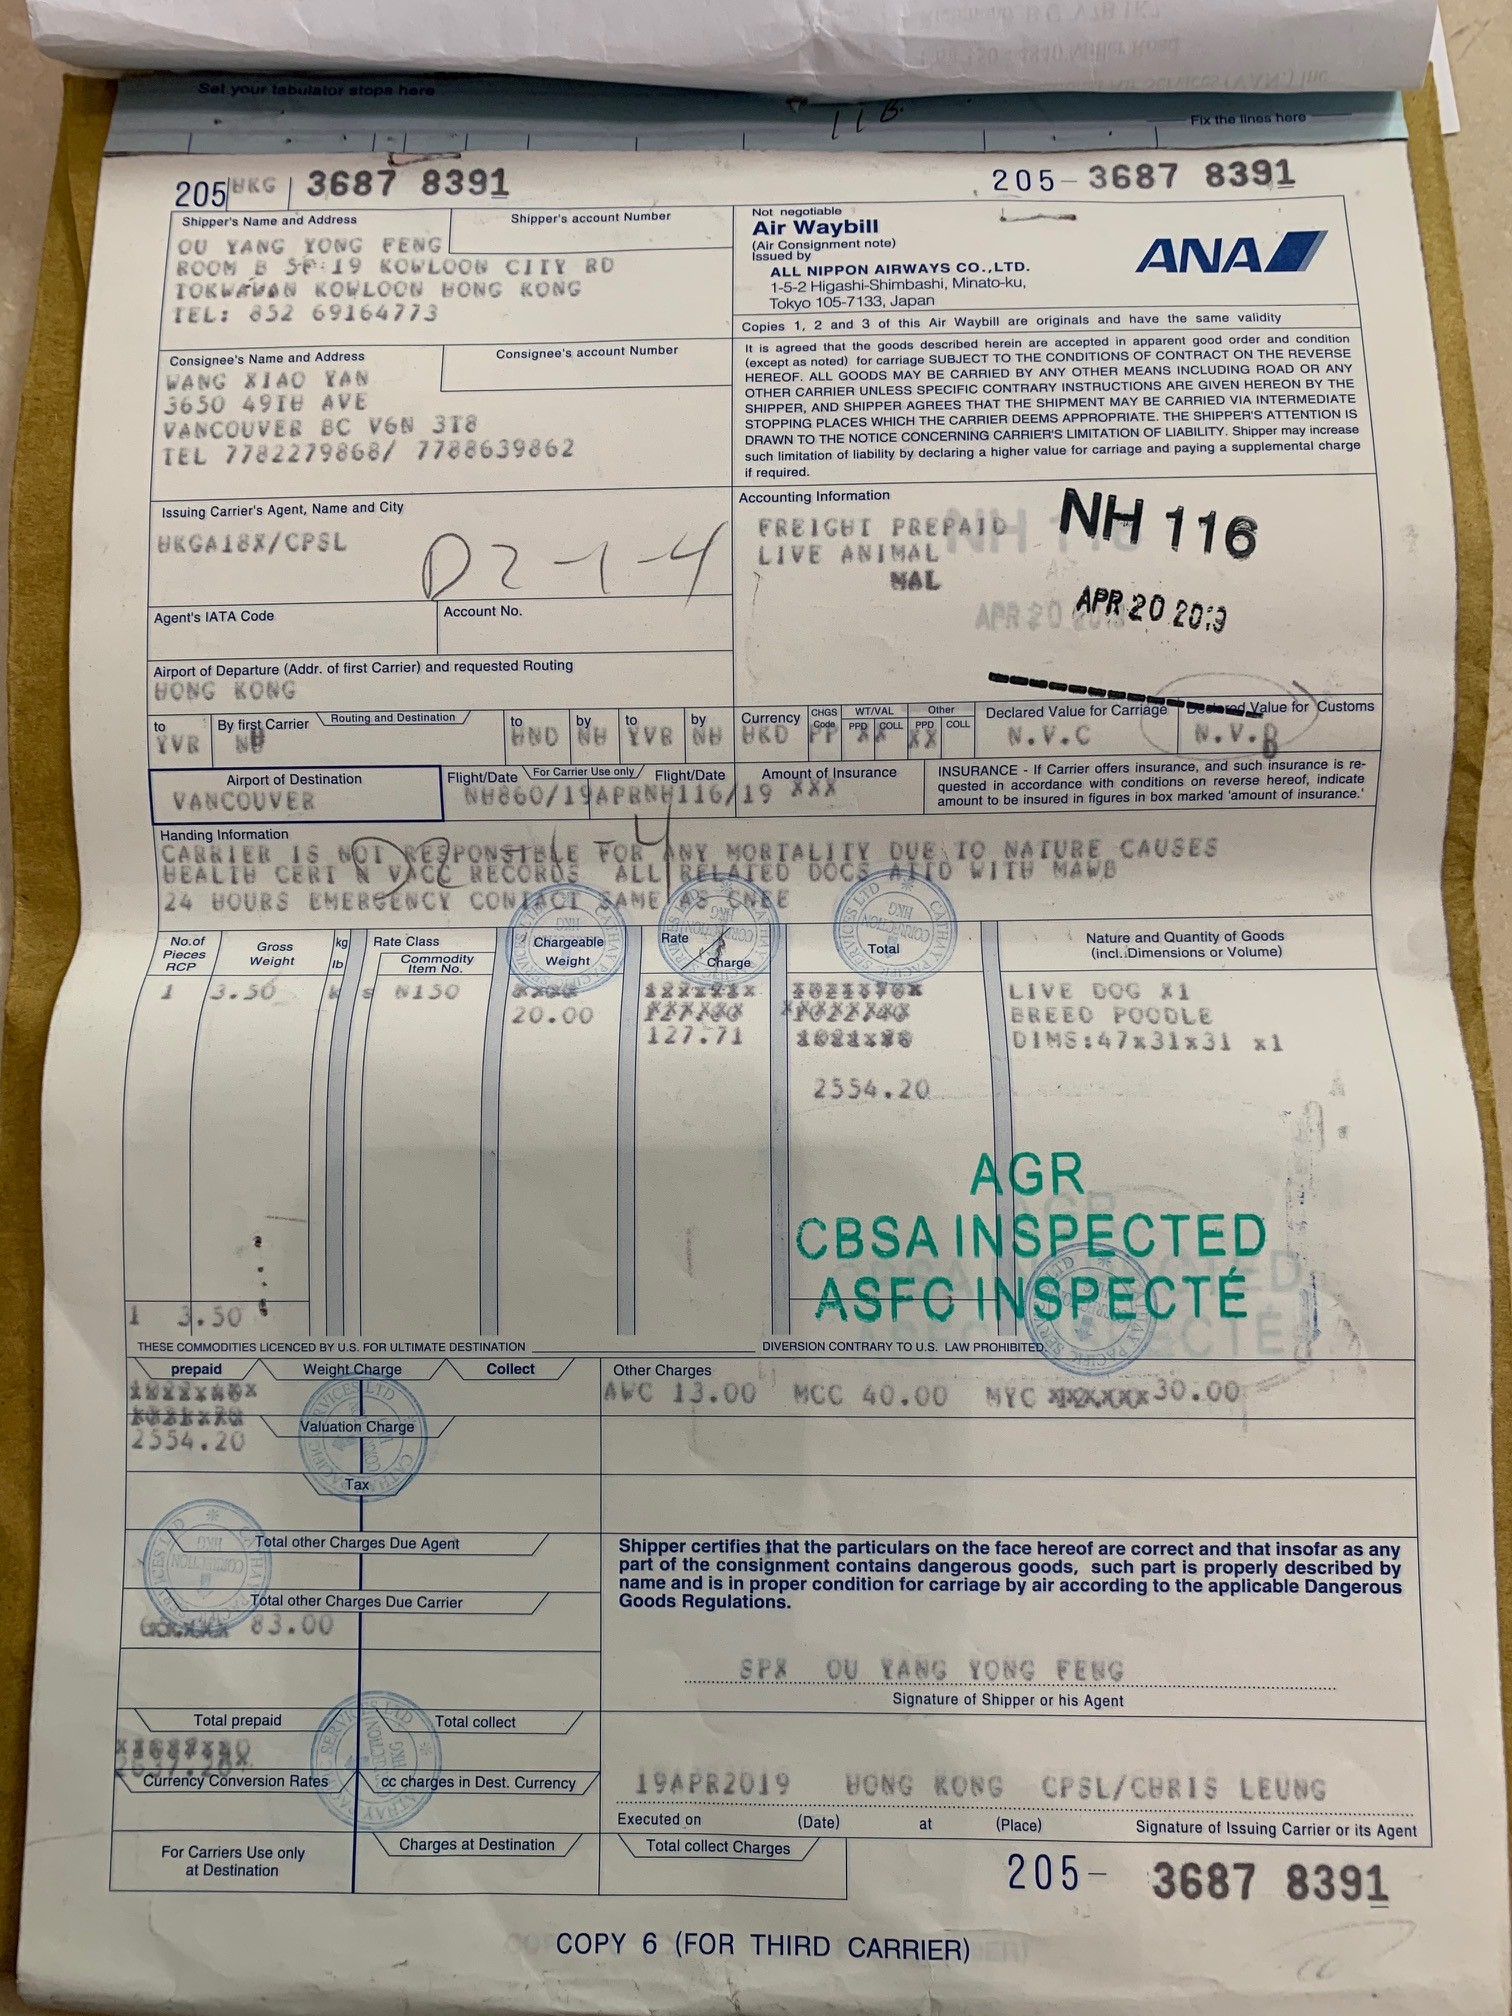 Set your tabulator stops here
Fix the lines here
205 HKG 3687 8391
205-3687 8391
Shipper's Name and Address
Shipper's account Number
OU YANG YONG FENG
ROOM B 5F 19 KOWLOON CITY RD
TOKWAWAN KOWLOON HONG KONG
TEL: 852 69164773
Not negotiable
Air Waybill
(Air Consignment note)
Issued by
ALL NIPPON AIRWAYS CO.,LTD.
1-5-2 Higashi-Shimbashi, Minato-ku,
Tokyo 105-7133, Japan
ANA
Copies 1, 2 and 3 of this Air Waybill are originals and have the same validity
Consignee's Name and Address
Consignee's account Number
WANG XIAO YAN
3650 49TH AVE
VANCOUVER BC V6N 3T8
TEL 7782279868/ 7788639862
It is agreed that the goods described herein are accepted in apparent good order and condition
(except as noted) for carriage SUBJECT TO THE CONDITIONS OF CONTRACT ON THE REVERSE
HEREOF. ALL GOODS MAY BE CARRIED BY ANY OTHER MEANS INCLUDING ROAD OR ANY
OTHER CARRIER UNLESS SPECIFIC CONTRARY INSTRUCTIONS ARE GIVEN HEREON BY THE
SHIPPER, AND SHIPPER AGREES THAT THE SHIPMENT MAY BE CARRIED VIA INTERMEDIATE
STOPPING PLACES WHICH THE CARRIER DEEMS APPROPRIATE. THE SHIPPER'S ATTENTION IS
DRAWN TO THE NOTICE CONCERNING CARRIER'S LIMITATION OF LIABILITY. Shipper may increase
such limitation of liability by declaring a higher value for carriage and paying a supplemental charge
if required.
Issuing Carrier's Agent, Name and City
HKGA18X/CPSL
D2-1-4
Accounting Information
FREIGHT PREPAID
LIVE ANIMAL
MAL
NH 116
APR 20 2019
Agent's IATA Code
Account No.
Airport of Departure (Addr. of first Carrier) and requested Routing
HONG KONG
to By first Carrier Routing and Destination to by to by Currency CHGS Code WT/VAL Other Declared Value for Carriage Declared Value for Customs
PPD COLL PPD COLL
YVR NH HND NH YVR NH HKD PP XX XX N.V.C N.V.D
Airport of Destination
VANCOUVER
Flight/Date For Carrier Use only Flight/Date
NH860/19APR NH116/19
Amount of Insurance
XXX
INSURANCE - If Carrier offers insurance, and such insurance is re-
quested in accordance with conditions on reverse hereof, indicate
amount to be insured in figures in box marked 'amount of insurance.'
Handing Information
CARRIER IS NOT RESPONSIBLE FOR ANY MORTALITY DUE TO NATURE CAUSES
HEALTH CERT N VACC RECORDS ALL RELATED DOCS ATTD WITH MAWB
24 HOURS EMERGENCY CONTACT SAME AS CNEE
No.of Pieces RCP
Gross Weight
kg lb
Rate Class
Commodity Item No.
Chargeable Weight
Rate Charge
Total
Nature and Quantity of Goods
(incl. Dimensions or Volume)
1 3.50 k s N150
20.00
127.71
2554.20
LIVE DOG X1
BREED POODLE
DIMS:47x31x31 x1
AGR
CBSA INSPECTED
ASFC INSPECTÉ
1 3.50
THESE COMMODITIES LICENCED BY U.S. FOR ULTIMATE DESTINATION
DIVERSION CONTRARY TO U.S. LAW PROHIBITED.
prepaid Weight Charge Collect
2554.20
Other Charges
AWC 13.00 MCC 40.00 MYC 30.00
Valuation Charge
Tax
Total other Charges Due Agent
Total other Charges Due Carrier
83.00
Shipper certifies that the particulars on the face hereof are correct and that insofar as any
part of the consignment contains dangerous goods, such part is properly described by
name and is in proper condition for carriage by air according to the applicable Dangerous
Goods Regulations.
SPX OU YANG YONG FENG
Signature of Shipper or his Agent
Total prepaid
Total collect
2637.20
Currency Conversion Rates
cc charges in Dest. Currency
19APR2019 HONG KONG CPSL/CHRIS LEUNG
Executed on (Date) at (Place) Signature of Issuing Carrier or its Agent
For Carriers Use only
at Destination
Charges at Destination
Total collect Charges
205- 3687 8391
COPY 6 (FOR THIRD CARRIER)